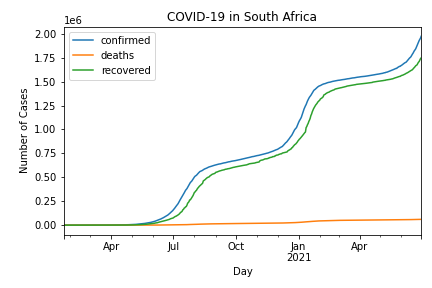 COVID-19 in South Africa
1e6
confirmed
deaths
recovered
2.00
1.75
1.50
1.25
1.00
0.75
0.50
0.25
0.00
Number of Cases
Apr
Jul
Oct
Jan
2021
Apr
Day